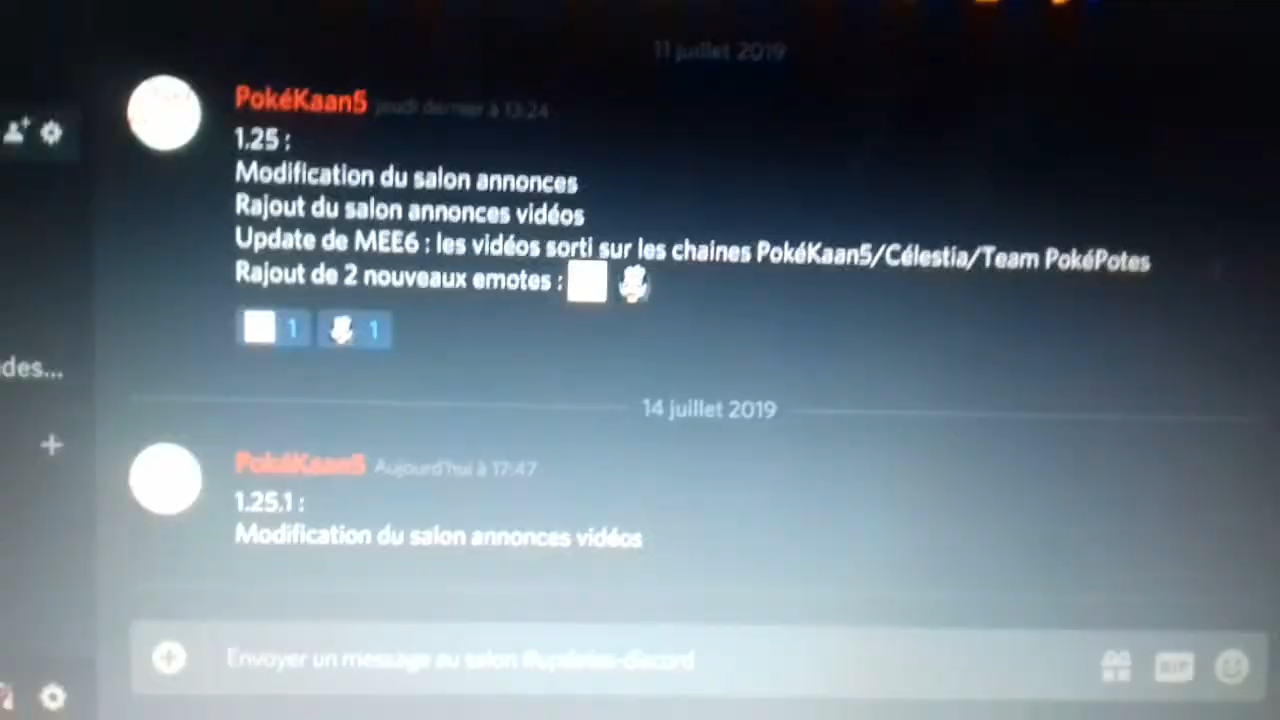 11 juillet 2019
PokéKaan5 jeudi dernier à 13:24
1.25 :
Modification du salon annonces
Rajout du salon annonces vidéos
Update de MEE6 : les vidéos sorti sur les chaines PokéKaan5/Célestia/Team PokéPotes
Rajout de 2 nouveaux emotes :
1 1
des...
14 juillet 2019
PokéKaan5 Aujourd'hui à 17:47
1.25.1 :
Modification du salon annonces vidéos
Envoyer un message au salon #updates-discord
GIF